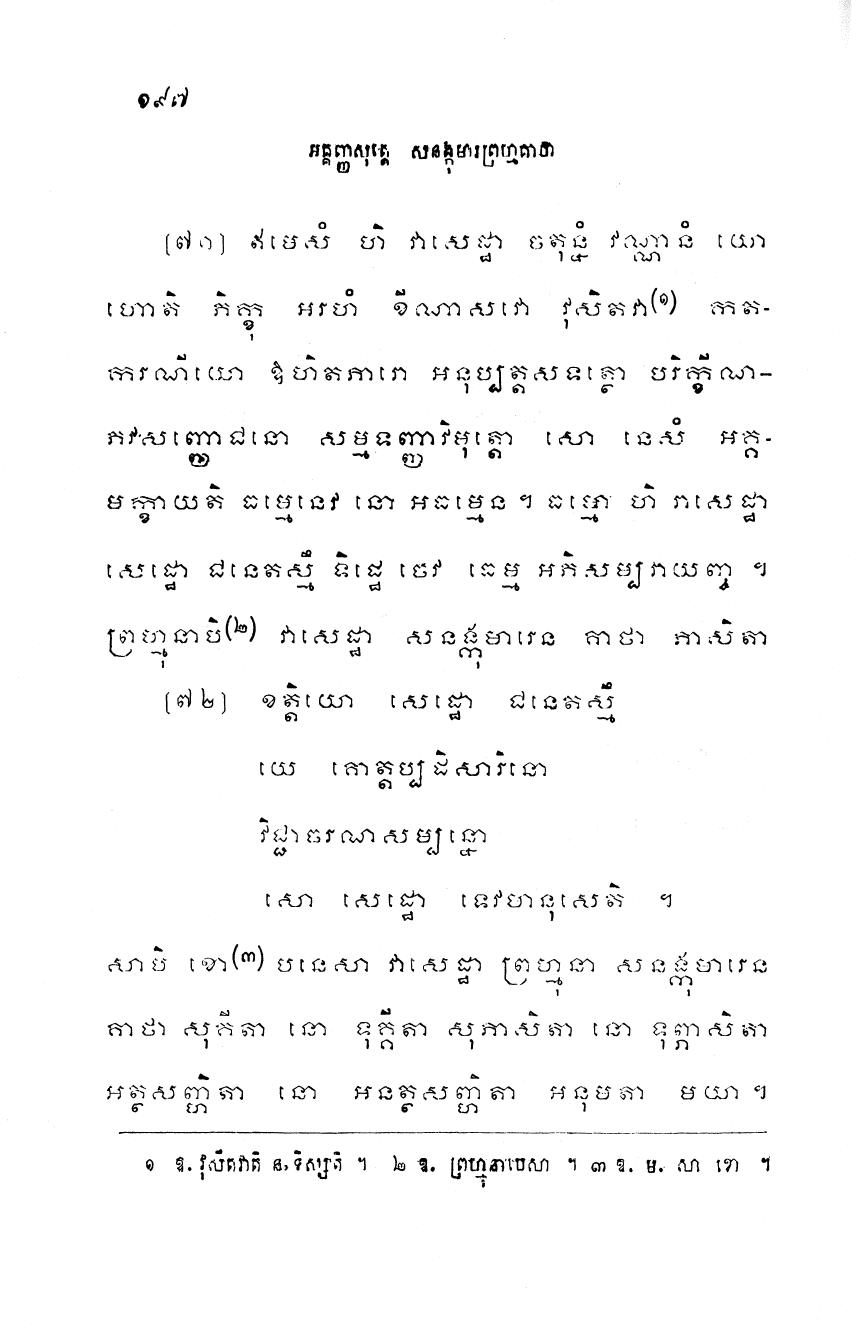 ១៩៧
អគ្គញ្ញសុត្តេ សនង្កុមារព្រហ្មគាថា
(៧១) ឥមេសំ ហិ វាសេដ្ឋា ចតុន្នំ វណ្ណានំ យោ
ហោតិ ភិក្ខុ អរហំ ខីណាសវោ វុសិតវា(១) កត-
ករណីយោ ឱហិតភារោ អនុប្បត្តសទត្ថោ បរិក្ខីណា-
ភវសញ្ញោជនោ សម្មទញ្ញាវិមុត្តោ សោ នេសំ អគ្គ-
មក្ខាយតិ ធម្មេនេវ នោ អធម្មេន ។ ធម្មោ ហិ វាសេដ្ឋា
សេដ្ឋោ ជនេតស្មឹ ទិដ្ឋេ ចេវ ធម្មេ អភិសម្បរាយញ្ច ។
ព្រហ្មុនាបិ(២) វាសេដ្ឋា សនង្កុមារេន គាថា ភាសិតា
(៧២) ខត្តិយោ សេដ្ឋោ ជនេតស្មឹ
យេ គោត្តប្បដិសារិនោ
វិជ្ជាចរណសម្បន្នោ
សោ សេដ្ឋោ ទេវមានុសេតិ ។
សាបិ ខោ(៣) បនេសា វាសេដ្ឋា ព្រហ្មុនា សនង្កុមារេន
គាថា សុគីតា នោ ទុគ្គីតា សុភាសិតា នោ ទុព្ភាសិតា
អត្ថសញ្ហិតា នោ អនត្ថសញ្ហិតា អនុមតា មយា ។
១ ឱ. វុសិតវាតិ ន ទិស្សតិ ។ ២ ឱ. ព្រហ្មុនាបេសា ។ ៣ ឱ. ម. សា ខោ ។